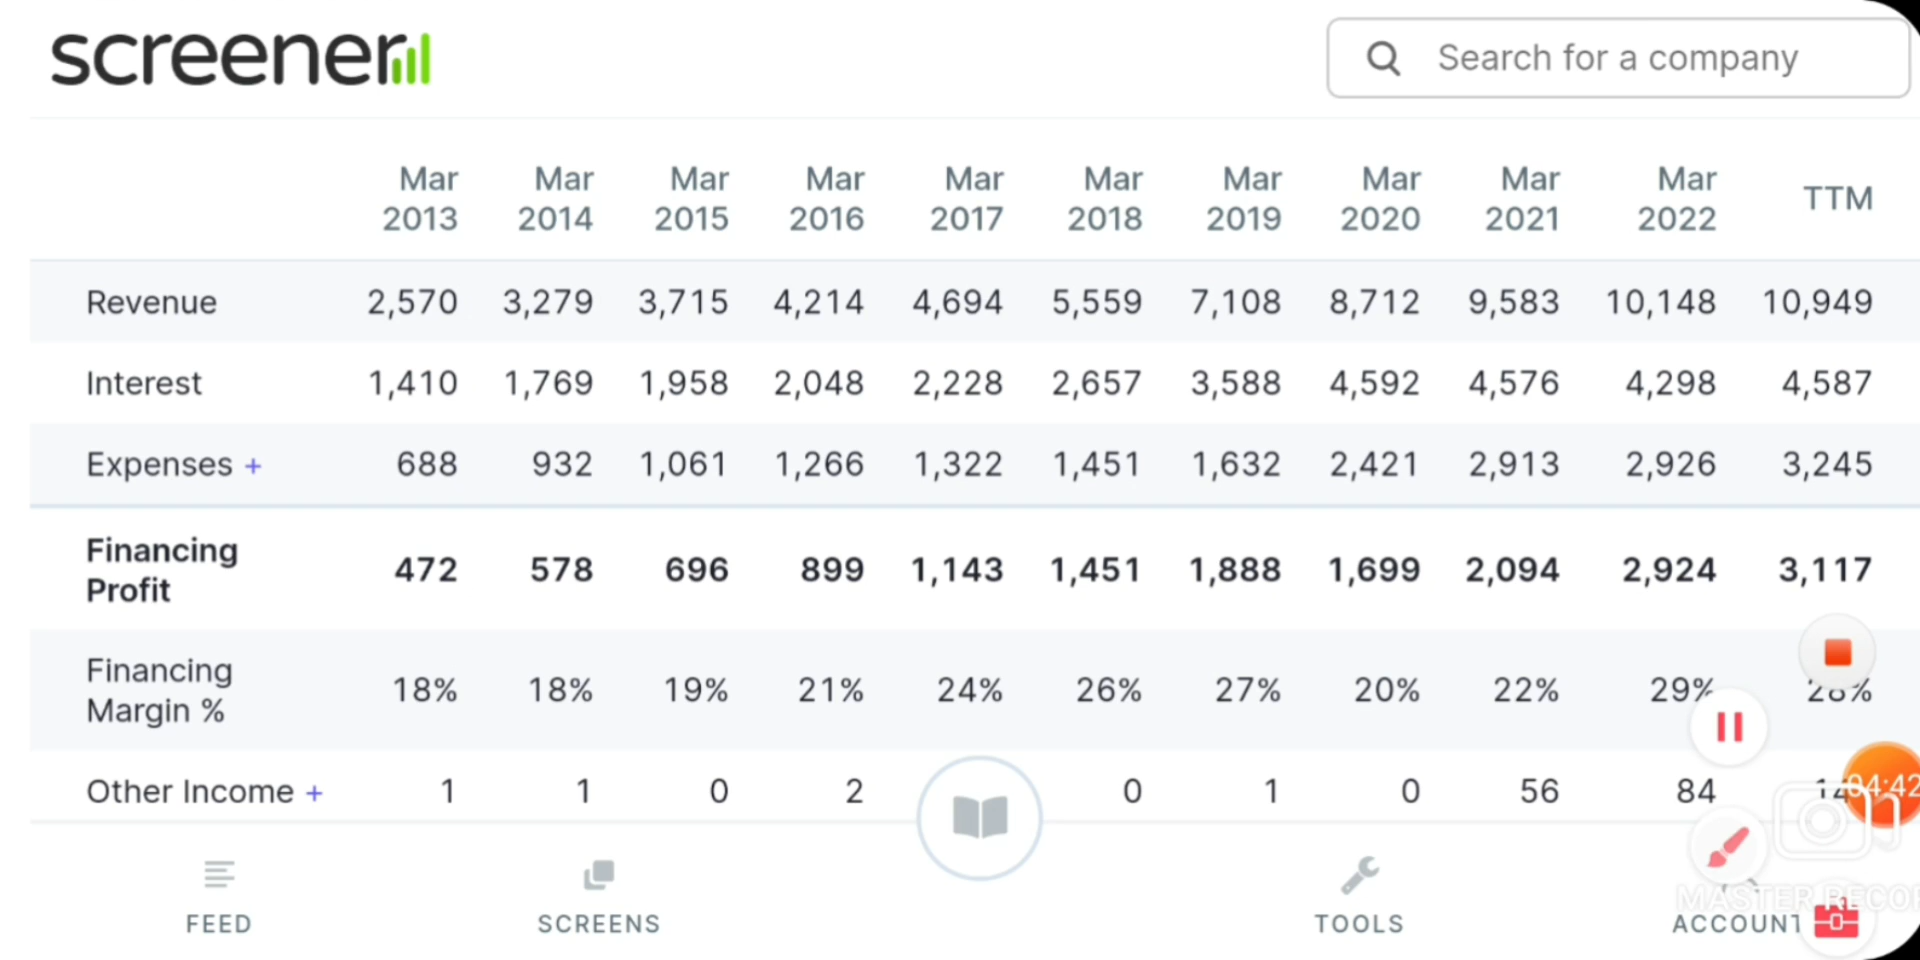 screener
Search for a company
Mar 2013 Mar 2014 Mar 2015 Mar 2016 Mar 2017 Mar 2018 Mar 2019 Mar 2020 Mar 2021 Mar 2022 TTM
Revenue 2,570 3,279 3,715 4,214 4,694 5,559 7,108 8,712 9,583 10,148 10,949
Interest 1,410 1,769 1,958 2,048 2,228 2,657 3,588 4,592 4,576 4,298 4,587
Expenses + 688 932 1,061 1,266 1,322 1,451 1,632 2,421 2,913 2,926 3,245
Financing Profit 472 578 696 899 1,143 1,451 1,888 1,699 2,094 2,924 3,117
Financing Margin % 18% 18% 19% 21% 24% 26% 27% 20% 22% 29% 28%
Other Income + 1 1 0 2 0 1 0 56 84
04:42
FEED SCREENS TOOLS ACCOUNT
MASTER RECOR